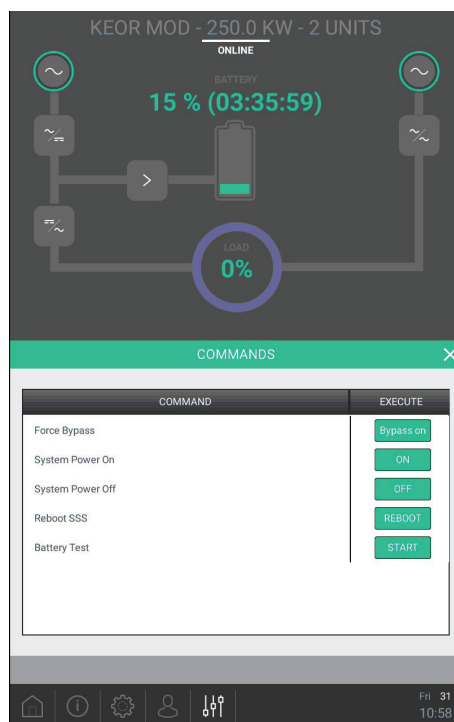 KEOR MOD - 250.0 KW - 2 UNITS
ONLINE
BATTERY
15 % (03:35:59)
LOAD
0%
COMMANDS
COMMAND EXECUTE
Force Bypass Bypass on
System Power On ON
System Power Off OFF
Reboot SSS REBOOT
Battery Test START
Fri 31
10:58